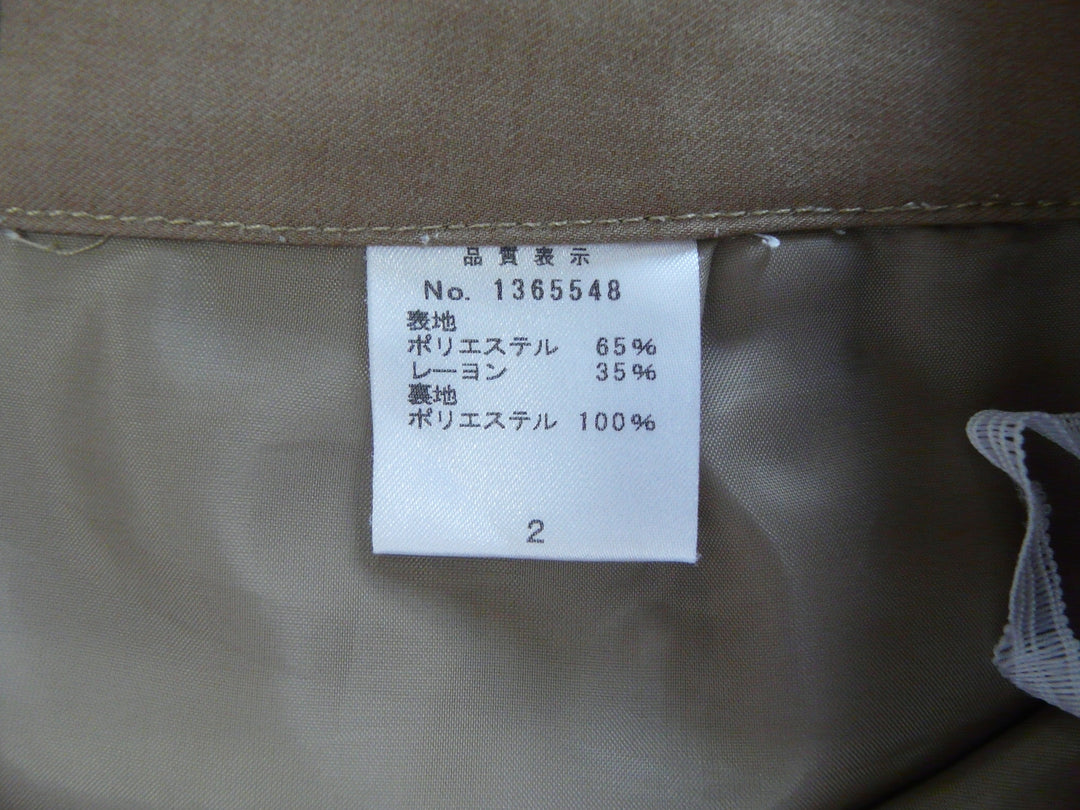 品質表示
No. 1365548
表地
ポリエステル 65%
レーヨン 35%
裏地
ポリエステル 100%
2